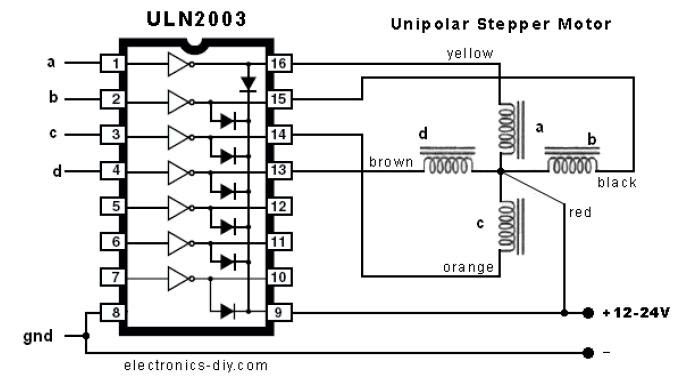 ULN2003
Unipolar Stepper Motor
a
b
c
d
gnd
1
2
3
4
5
6
7
8
16
15
14
13
12
11
10
9
yellow
a
b
black
d
brown
red
c
orange
+12-24V
–
electronics-diy.com